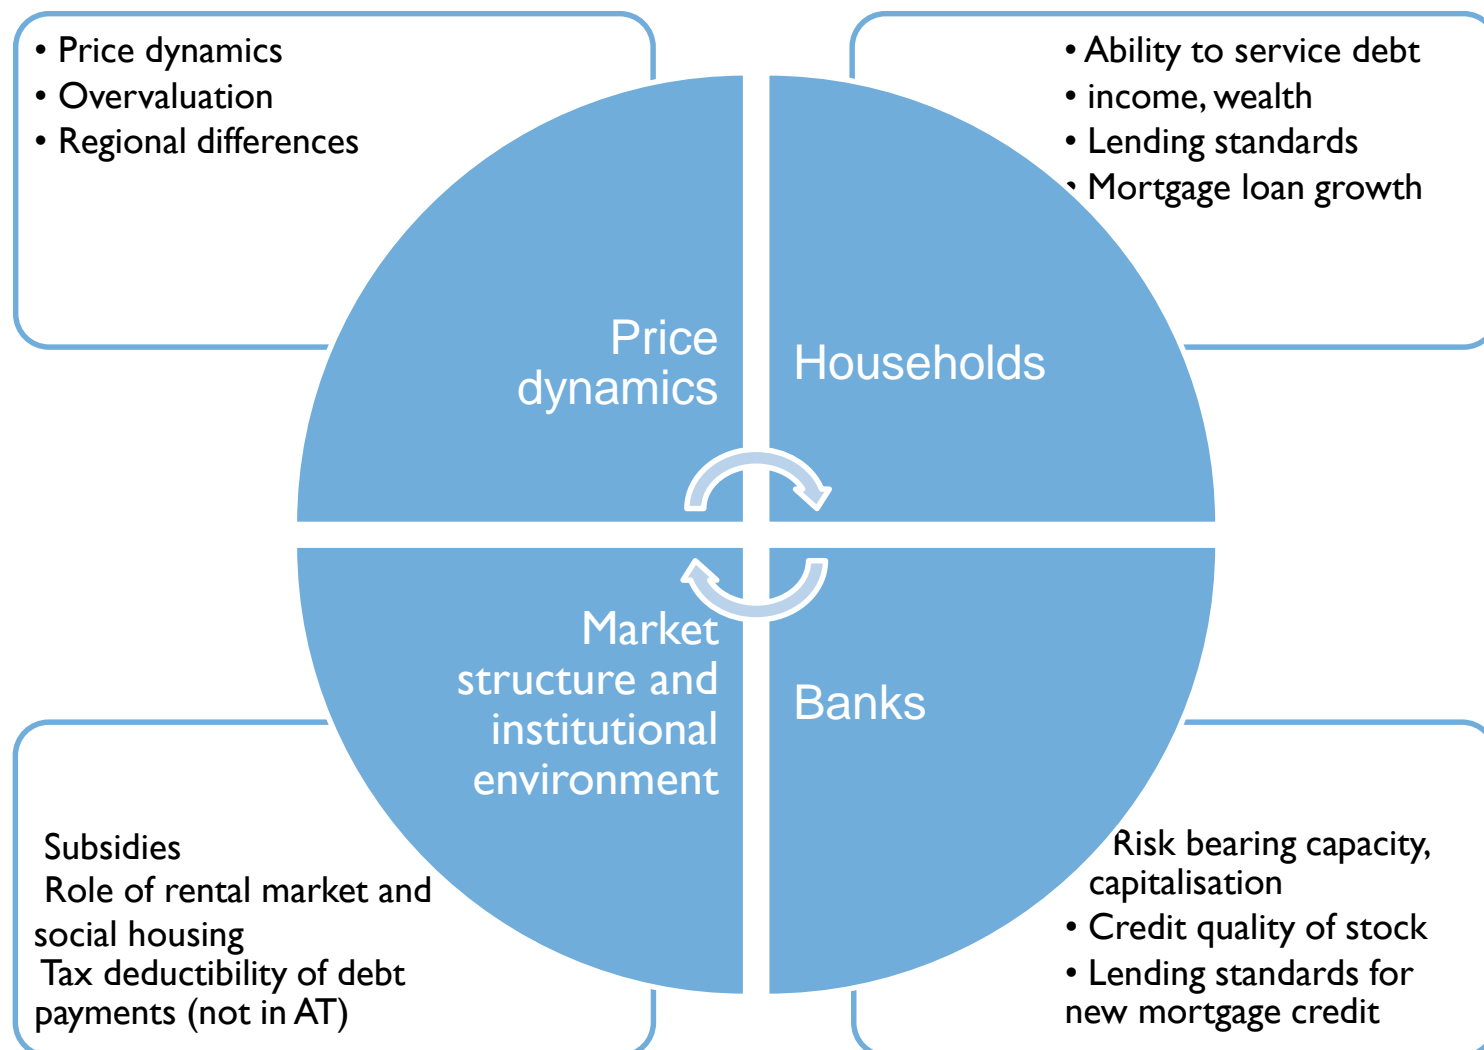 • Price dynamics
• Overvaluation
• Regional differences
• Ability to service debt
• income, wealth
• Lending standards
• Mortgage loan growth
Price
dynamics
Households
Market
structure and
institutional
environment
Banks
Subsidies
Role of rental market and
social housing
Tax deductibility of debt
payments (not in AT)
Risk bearing capacity,
capitalisation
• Credit quality of stock
• Lending standards for
new mortgage credit